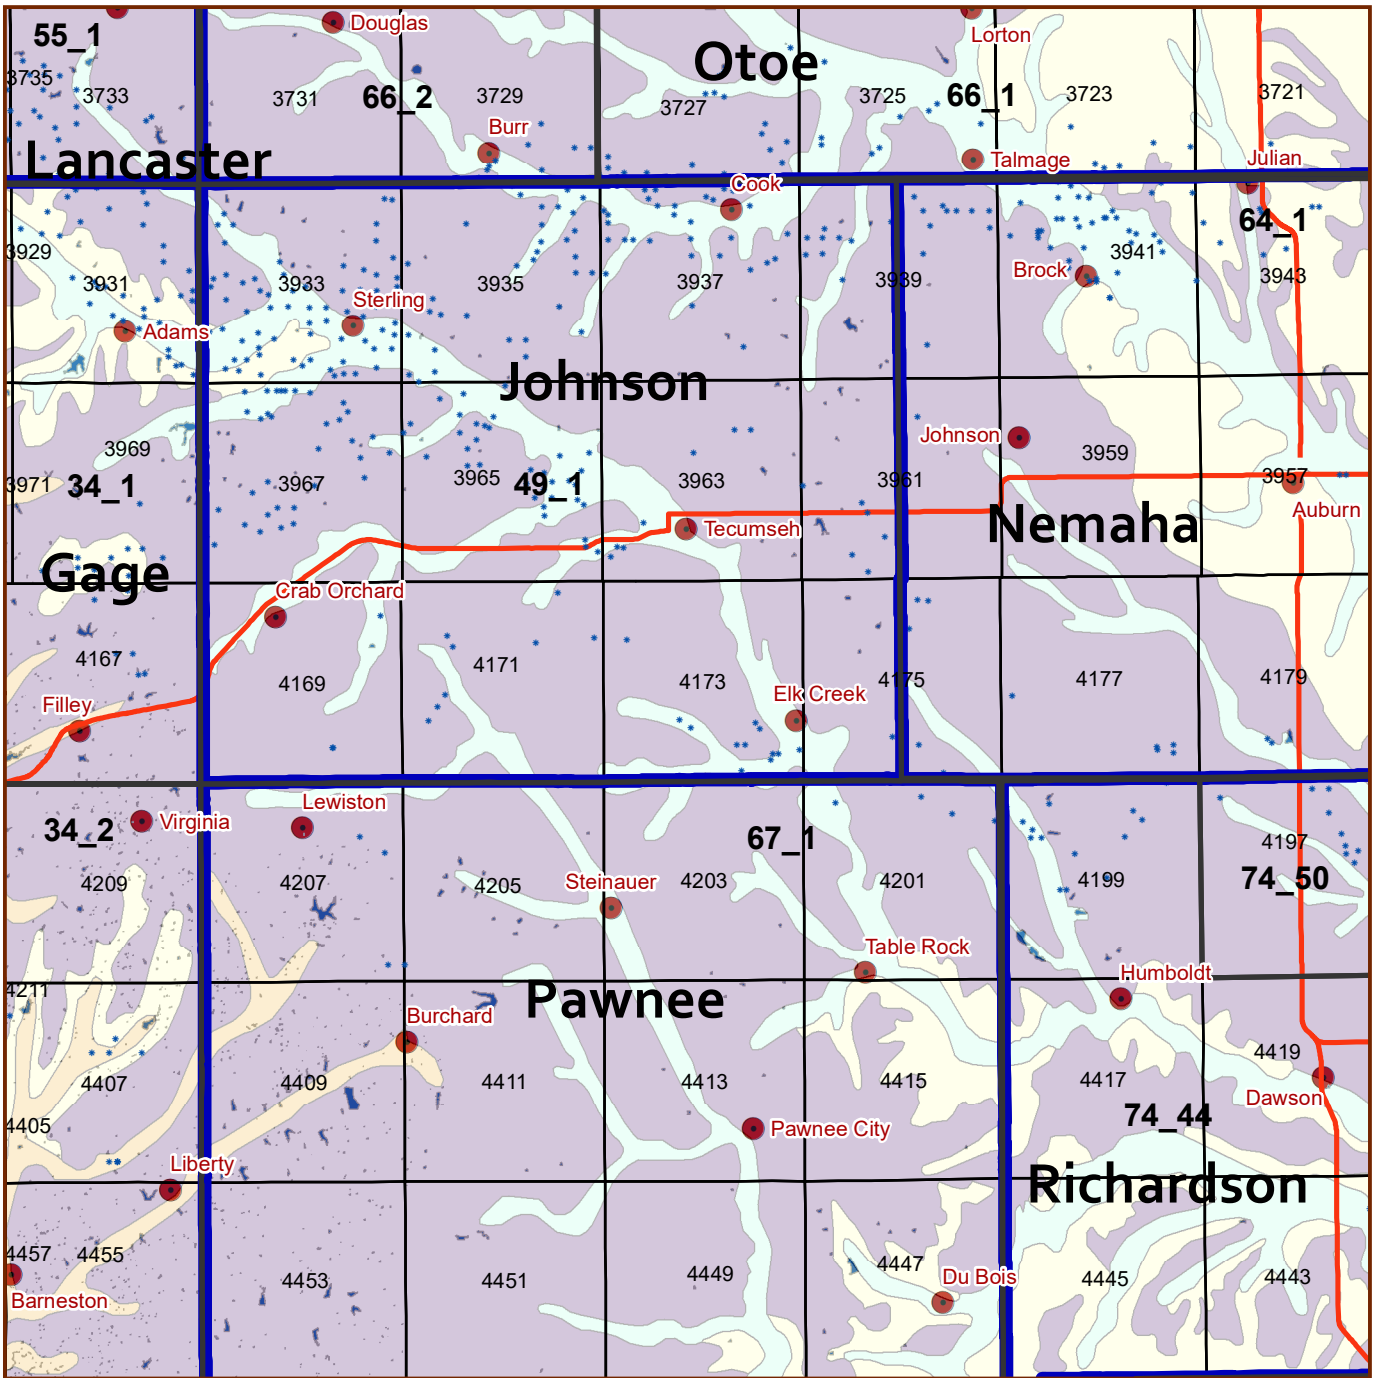 55_1
Douglas
Lorton
Otoe
3735
3733
3731
66_2
3729
3727
3725
66_1
3723
3721
Burr
Talmage
Julian
Lancaster
Cook
64_1
3929
3931
3933
3935
3937
3939
3941
3943
Brock
Sterling
Adams
Johnson
Johnson
3969
3971
34_1
3967
3965
49_1
3963
3961
3959
3957
Auburn
Tecumseh
Nemaha
Gage
Crab Orchard
4167
4169
4171
4173
4175
4177
4179
Filley
Elk Creek
Lewiston
Virginia
34_2
67_1
4197
4209
4207
4205
Steinauer
4203
4201
4199
74_50
Table Rock
Humboldt
4211
Burchard
Pawnee
4419
4407
4409
4411
4413
4415
4417
Dawson
74_44
4405
Pawnee City
Liberty
Richardson
4457
4455
4453
4451
4449
4447
Du Bois
4445
4443
Barneston